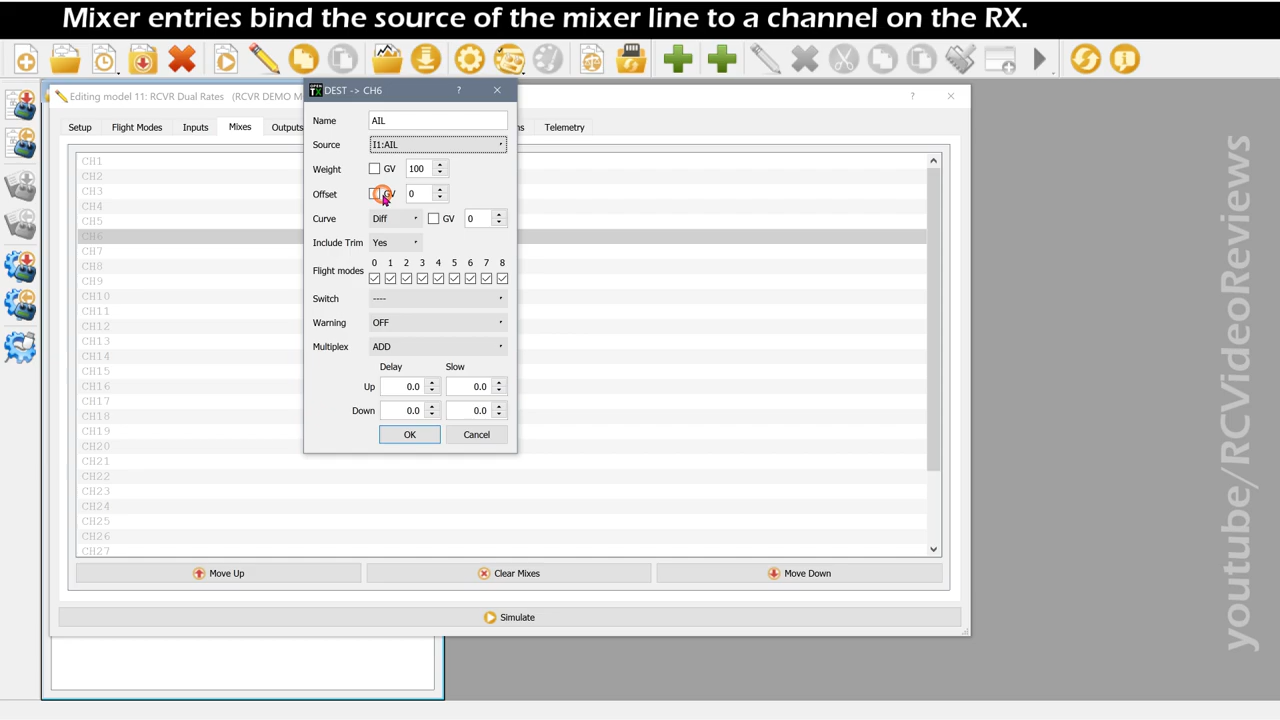 Mixer entries bind the source of the mixer line to a channel on the RX.
Editing model 11: RCVR Dual Rates (RCVR DEMO M
OPEN TX DEST -> CH6
?
?
Setup
Flight Modes
Inputs
Mixes
Outputs
ns
Telemetry
Name AIL
Source I1:AIL
Weight GV 100
Offset GV 0
Curve Diff GV 0
Include Trim Yes
0 1 2 3 4 5 6 7 8
Flight modes
Switch ----
Warning OFF
Multiplex ADD
Delay Slow
Up 0.0 0.0
Down 0.0 0.0
OK Cancel
CH1
CH2
CH3
CH4
CH5
CH6
CH7
CH8
CH9
CH10
CH11
CH12
CH13
CH14
CH15
CH16
CH17
CH18
CH19
CH20
CH21
CH22
CH23
CH24
CH25
CH26
CH27
Move Up
Clear Mixes
Move Down
Simulate
youtube/RCVideoReviews